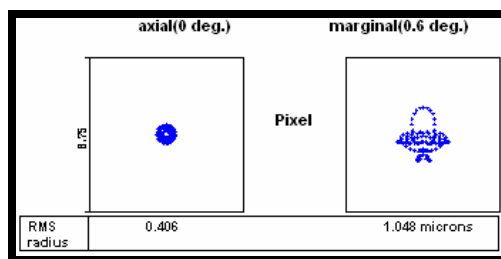 axial(0 deg.) marginal(0.6 deg.)
8.75
Pixel
RMS radius 0.406 1.048 microns